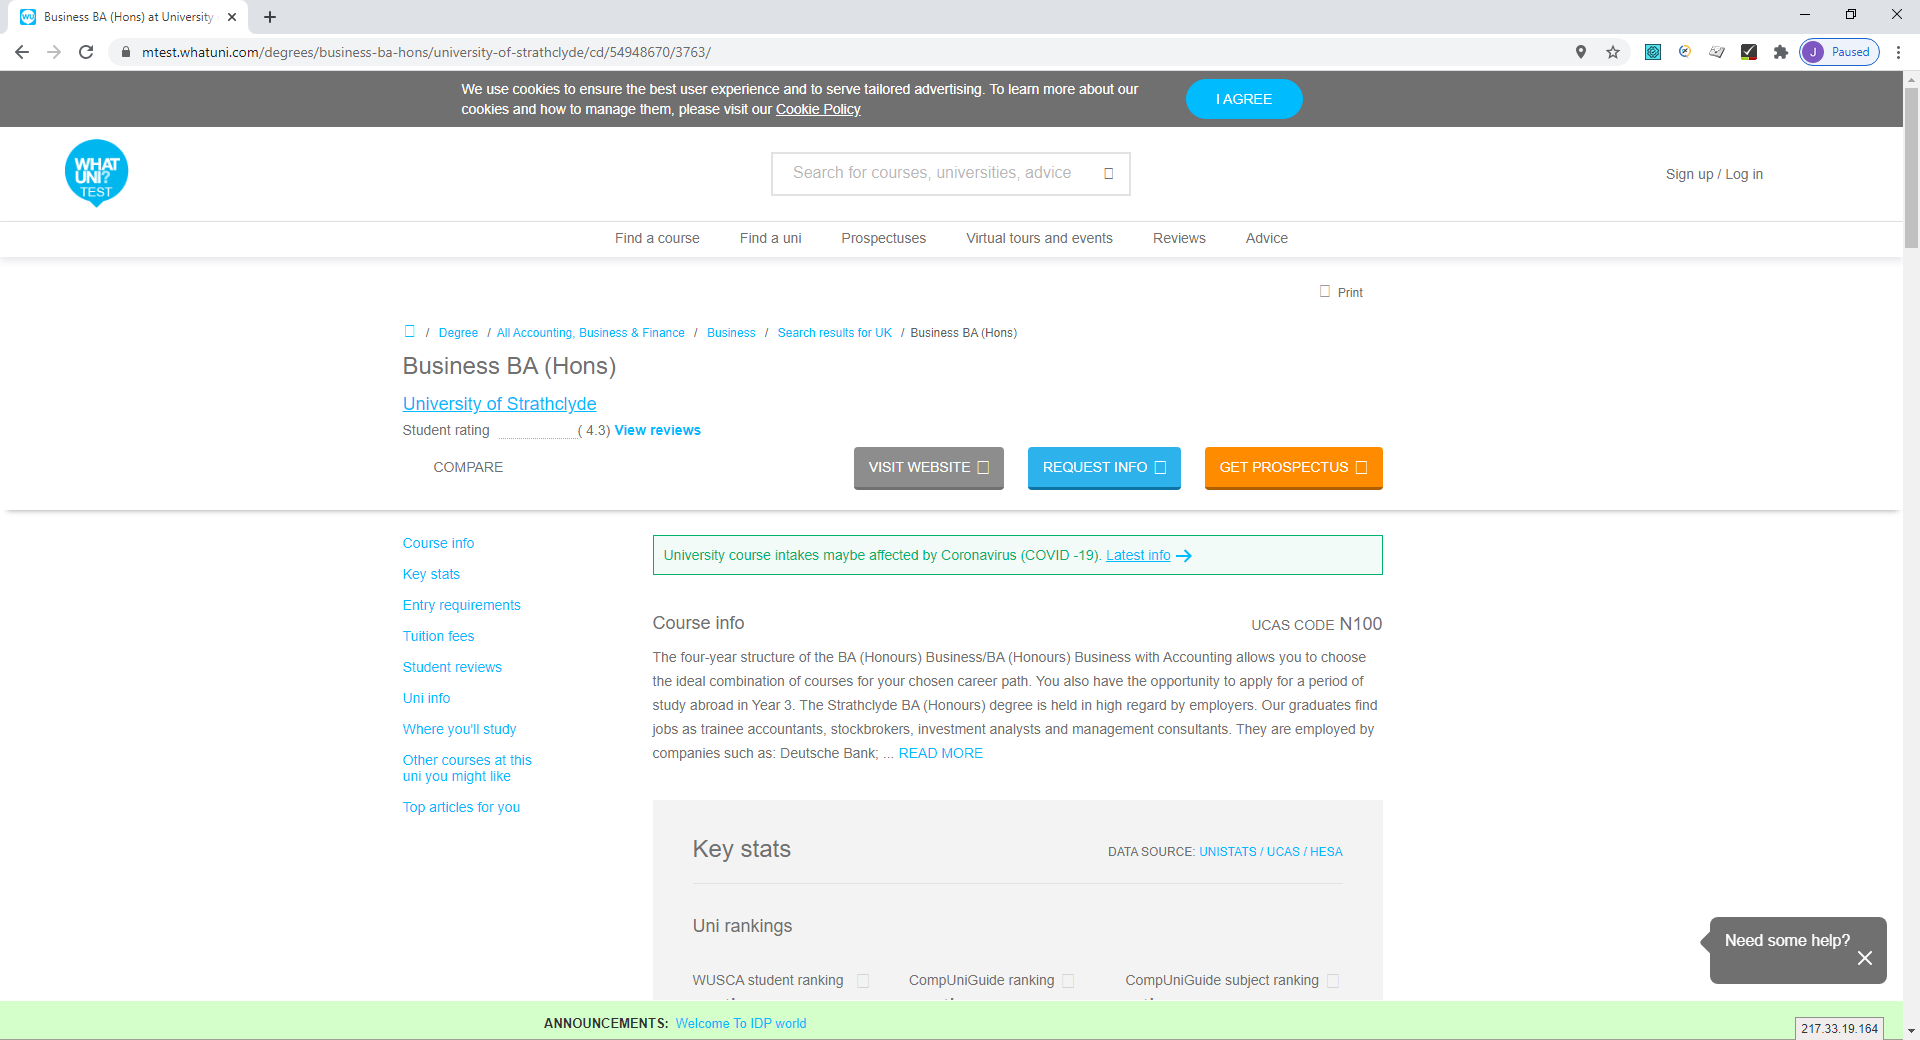 Business BA (Hons) at University
mtest.whatuni.com/degrees/business-ba-hons/university-of-strathclyde/cd/54948670/3763/
J Paused
We use cookies to ensure the best user experience and to serve tailored advertising. To learn more about our
cookies and how to manage them, please visit our Cookie Policy
I AGREE
WHAT
UNI?
TEST
Search for courses, universities, advice
Sign up / Log in
Find a course Find a uni Prospectuses Virtual tours and events Reviews Advice
Print
/ Degree / All Accounting, Business & Finance / Business / Search results for UK / Business BA (Hons)
Business BA (Hons)
University of Strathclyde
Student rating ( 4.3) View reviews
COMPARE
VISIT WEBSITE
REQUEST INFO
GET PROSPECTUS
Course info
Key stats
Entry requirements
Tuition fees
Student reviews
Uni info
Where you'll study
Other courses at this
uni you might like
Top articles for you
University course intakes maybe affected by Coronavirus (COVID -19). Latest info
Course info
UCAS CODE N100
The four-year structure of the BA (Honours) Business/BA (Honours) Business with Accounting allows you to choose
the ideal combination of courses for your chosen career path. You also have the opportunity to apply for a period of
study abroad in Year 3. The Strathclyde BA (Honours) degree is held in high regard by employers. Our graduates find
jobs as trainee accountants, stockbrokers, investment analysts and management consultants. They are employed by
companies such as: Deutsche Bank; ... READ MORE
Key stats
DATA SOURCE: UNISTATS / UCAS / HESA
Uni rankings
WUSCA student ranking CompUniGuide ranking CompUniGuide subject ranking
Need some help?
ANNOUNCEMENTS: Welcome To IDP world
217.33.19.164